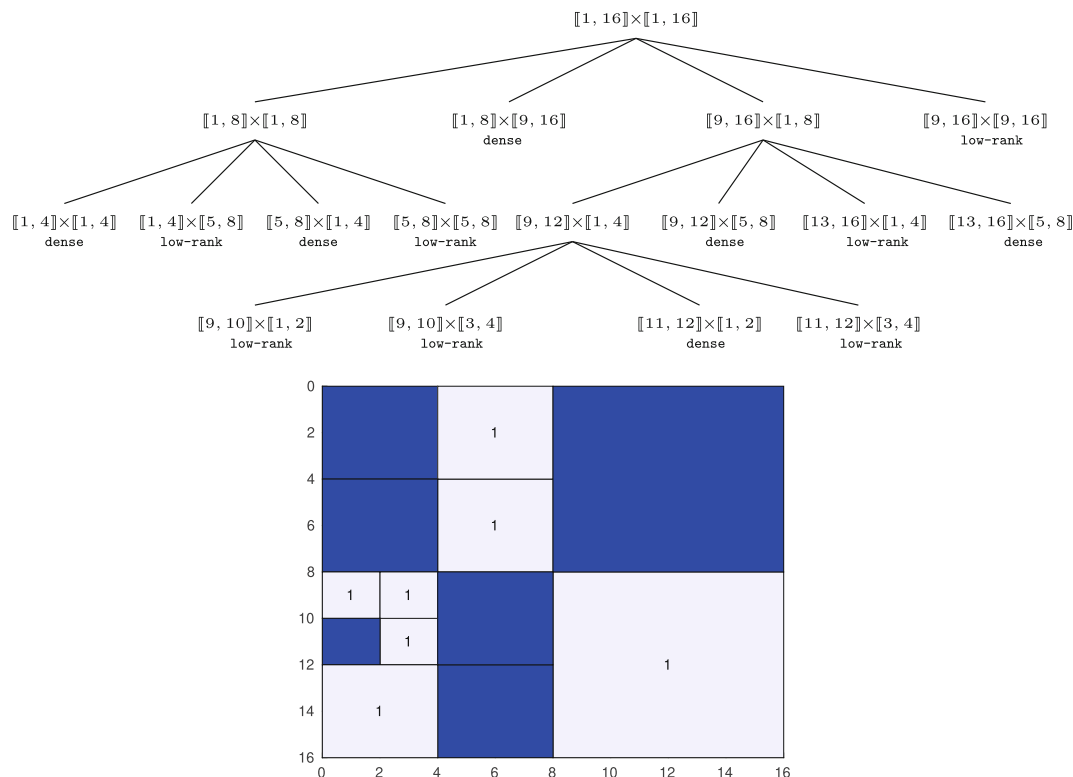 ⟦1, 16⟧×⟦1, 16⟧
⟦1, 8⟧×⟦1, 8⟧ ⟦1, 8⟧×⟦9, 16⟧ ⟦9, 16⟧×⟦1, 8⟧ ⟦9, 16⟧×⟦9, 16⟧
dense low-rank
⟦1, 4⟧×⟦1, 4⟧ ⟦1, 4⟧×⟦5, 8⟧ ⟦5, 8⟧×⟦1, 4⟧ ⟦5, 8⟧×⟦5, 8⟧ ⟦9, 12⟧×⟦1, 4⟧ ⟦9, 12⟧×⟦5, 8⟧ ⟦13, 16⟧×⟦1, 4⟧ ⟦13, 16⟧×⟦5, 8⟧
dense low-rank dense low-rank dense low-rank dense
⟦9, 10⟧×⟦1, 2⟧ ⟦9, 10⟧×⟦3, 4⟧ ⟦11, 12⟧×⟦1, 2⟧ ⟦11, 12⟧×⟦3, 4⟧
low-rank low-rank dense low-rank
0
2 1
4
6 1
8
1 1
10
1
12 1
14 1
16
0 2 4 6 8 10 12 14 16